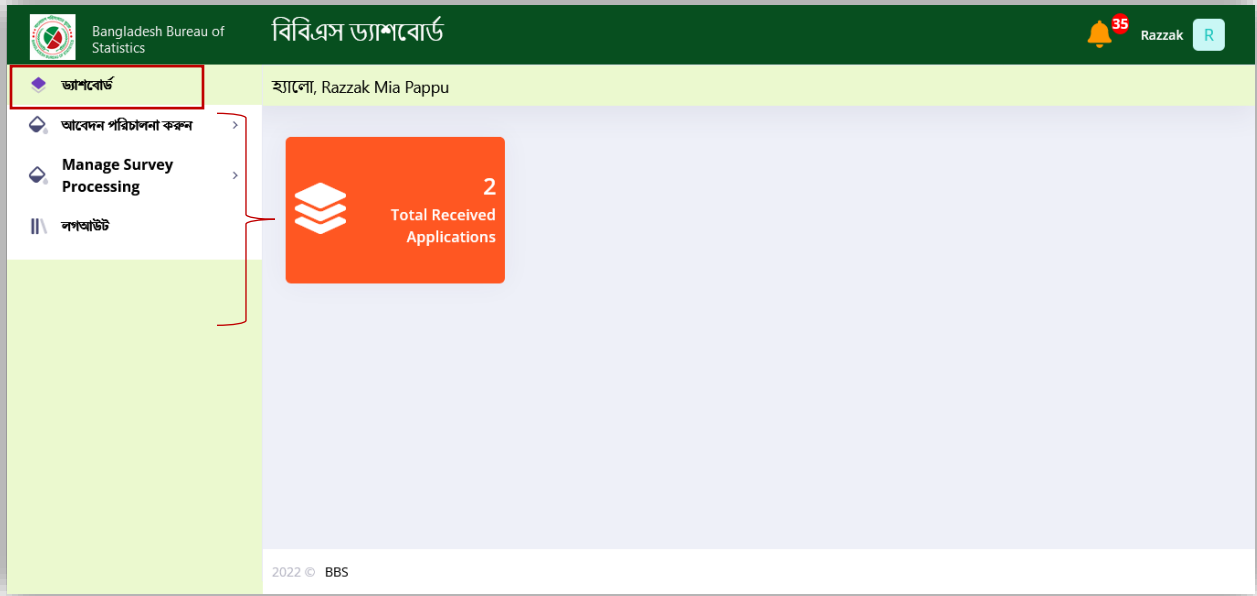 Bangladesh Bureau of
Statistics
বিবিএস ড্যাশবোর্ড
35
Razzak
R
ড্যাশবোর্ড
হ্যালো, Razzak Mia Pappu
আবেদন পরিচালনা করুন
Manage Survey
Processing
লগআউট
2
Total Received
Applications
2022 © BBS